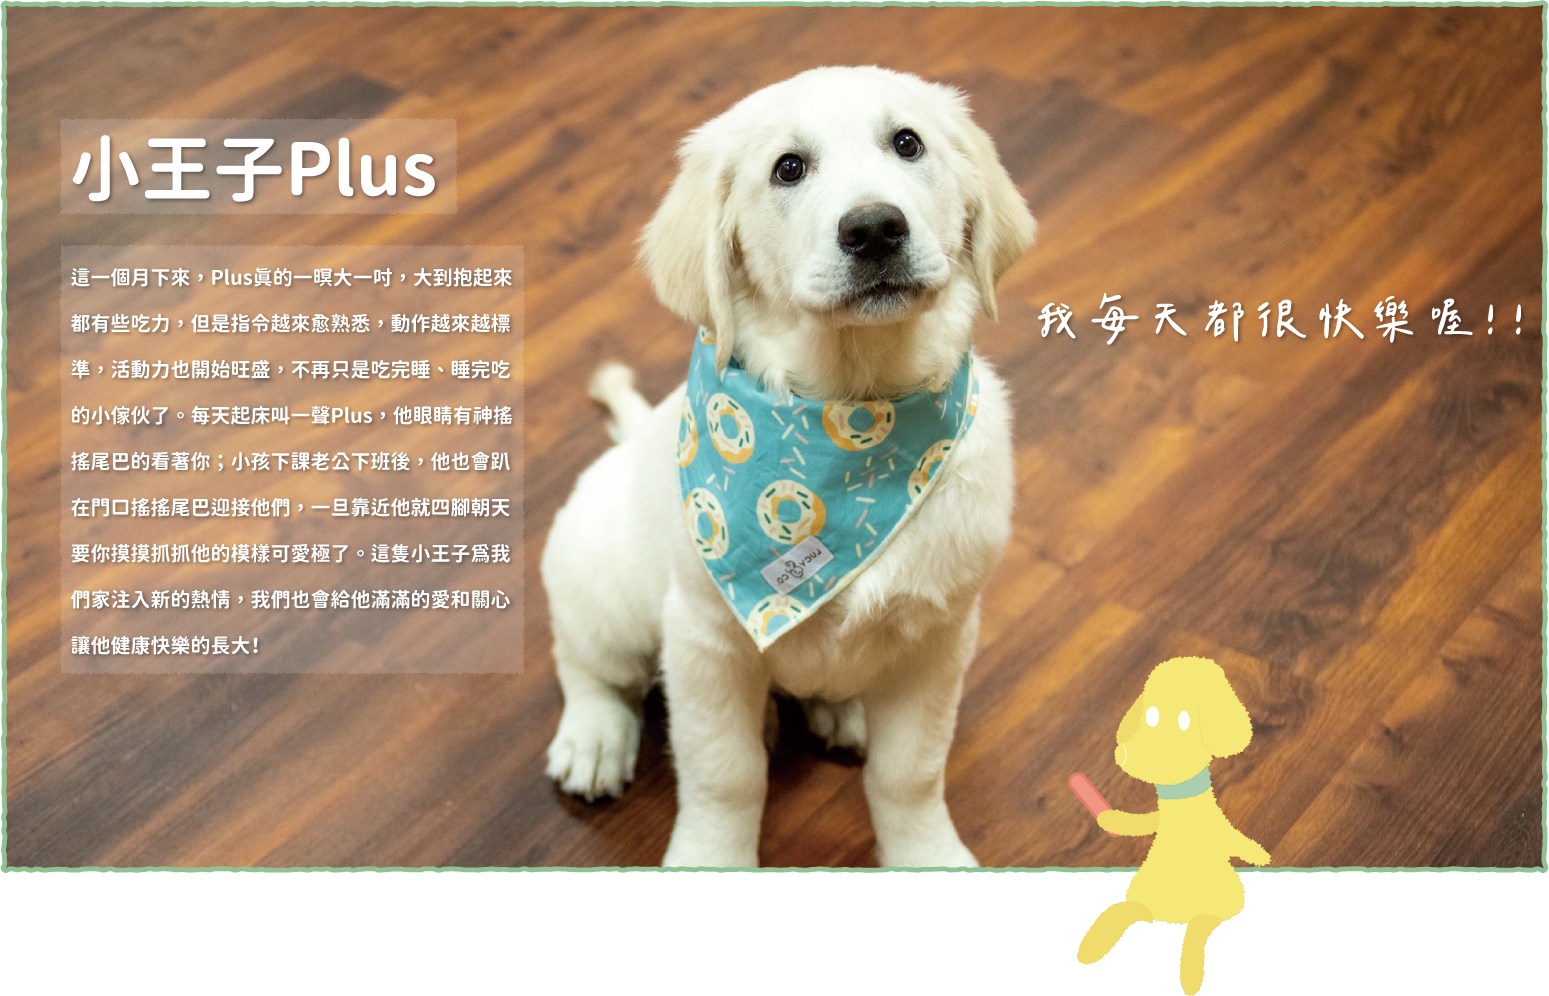 小王子Plus
這一個月下來，Plus真的一暝大一吋，大到抱起來
都有些吃力，但是指令越來愈熟悉，動作越來越標
準，活動力也開始旺盛，不再只是吃完睡、睡完吃
的小傢伙了。每天起床叫一聲Plus，他眼睛有神搖
搖尾巴的看著你；小孩下課老公下班後，他也會趴
在門口搖搖尾巴迎接他們，一旦靠近他就四腳朝天
要你摸摸抓抓他的模樣可愛極了。這隻小王子為我
們家注入新的熱情，我們也會給他滿滿的愛和關心
讓他健康快樂的長大！
我每天都很快樂喔!!
LUCY & CO.